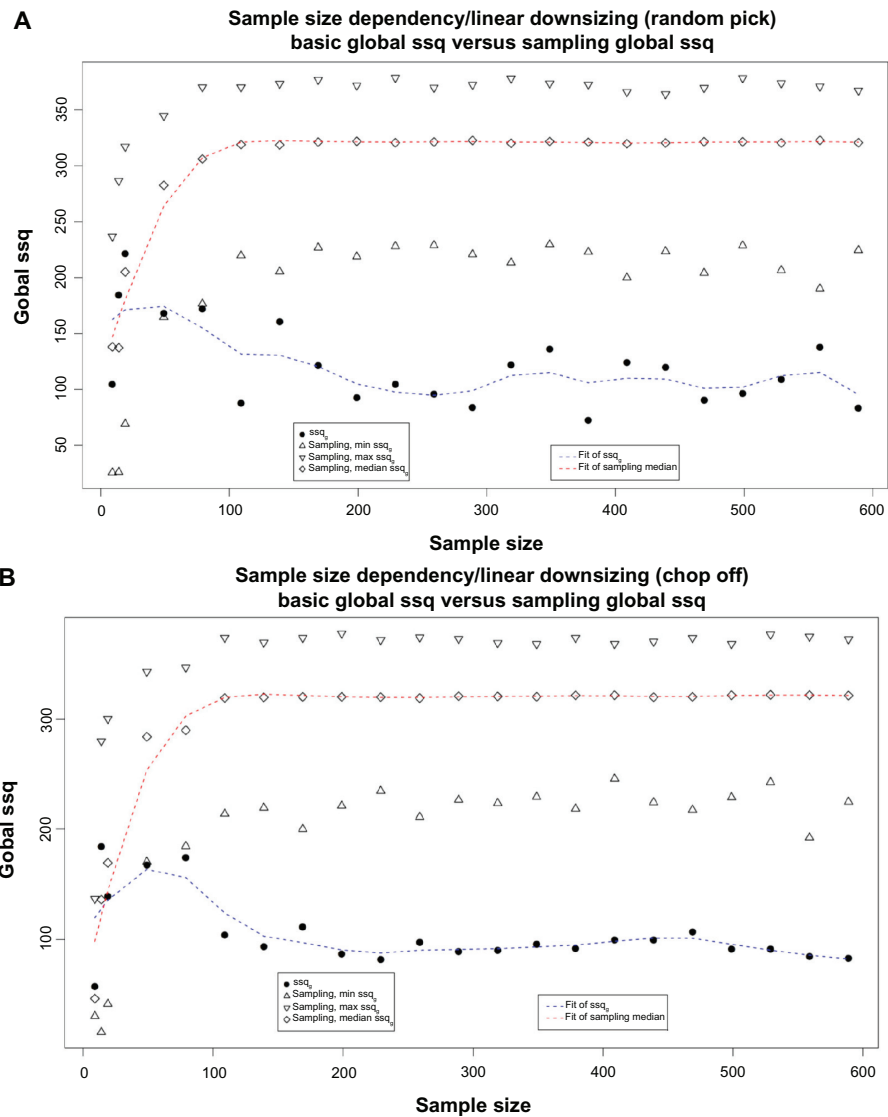 A
Sample size dependency/linear downsizing (random pick)
basic global ssq versus sampling global ssq
Gobal ssq
350
300
250
200
150
100
50
ssqg
Sampling, min ssqg
Sampling, max ssqg
Sampling, median ssqg
Fit of ssqg
Fit of sampling median
0 100 200 300 400 500 600
Sample size
B
Sample size dependency/linear downsizing (chop off)
basic global ssq versus sampling global ssq
Gobal ssq
300
200
100
ssqg
Sampling, min ssqg
Sampling, max ssqg
Sampling, median ssqg
Fit of ssqg
Fit of sampling median
0 100 200 300 400 500 600
Sample size